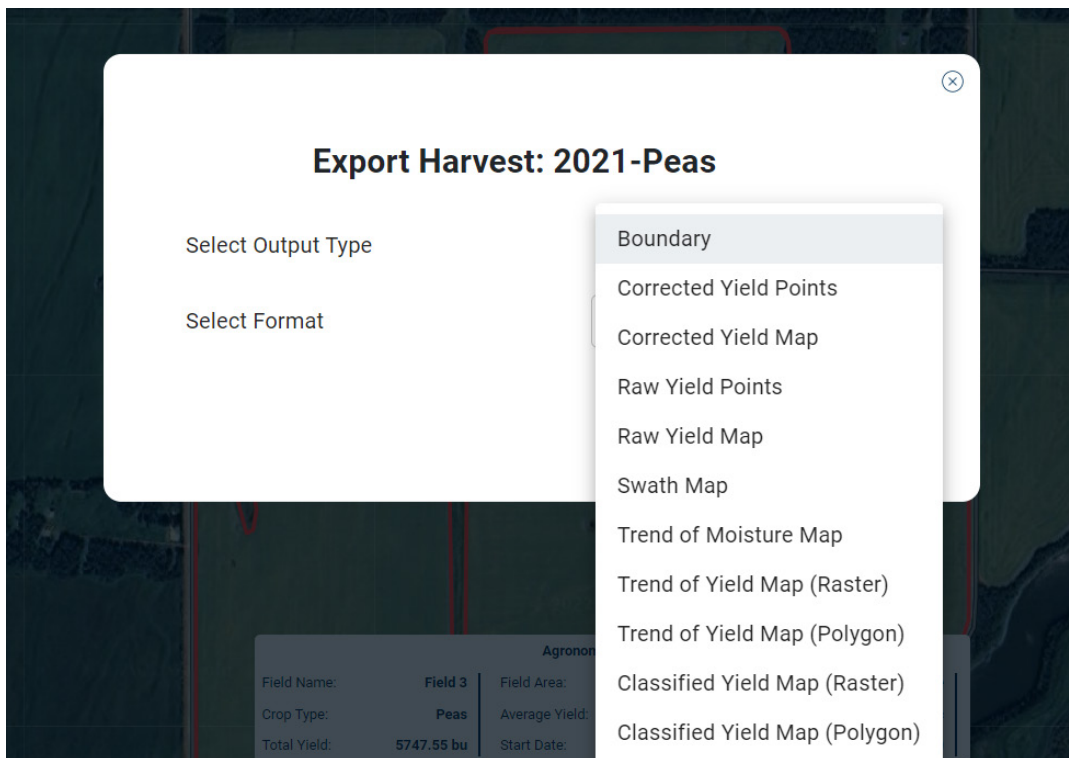 Export Harvest: 2021-Peas
Select Output Type
Select Format
Boundary
Corrected Yield Points
Corrected Yield Map
Raw Yield Points
Raw Yield Map
Swath Map
Trend of Moisture Map
Trend of Yield Map (Raster)
Trend of Yield Map (Polygon)
Classified Yield Map (Raster)
Classified Yield Map (Polygon)
Field Name: Field 3 Field Area:
Crop Type: Peas Average Yield:
Total Yield: 5747.55 bu Start Date: